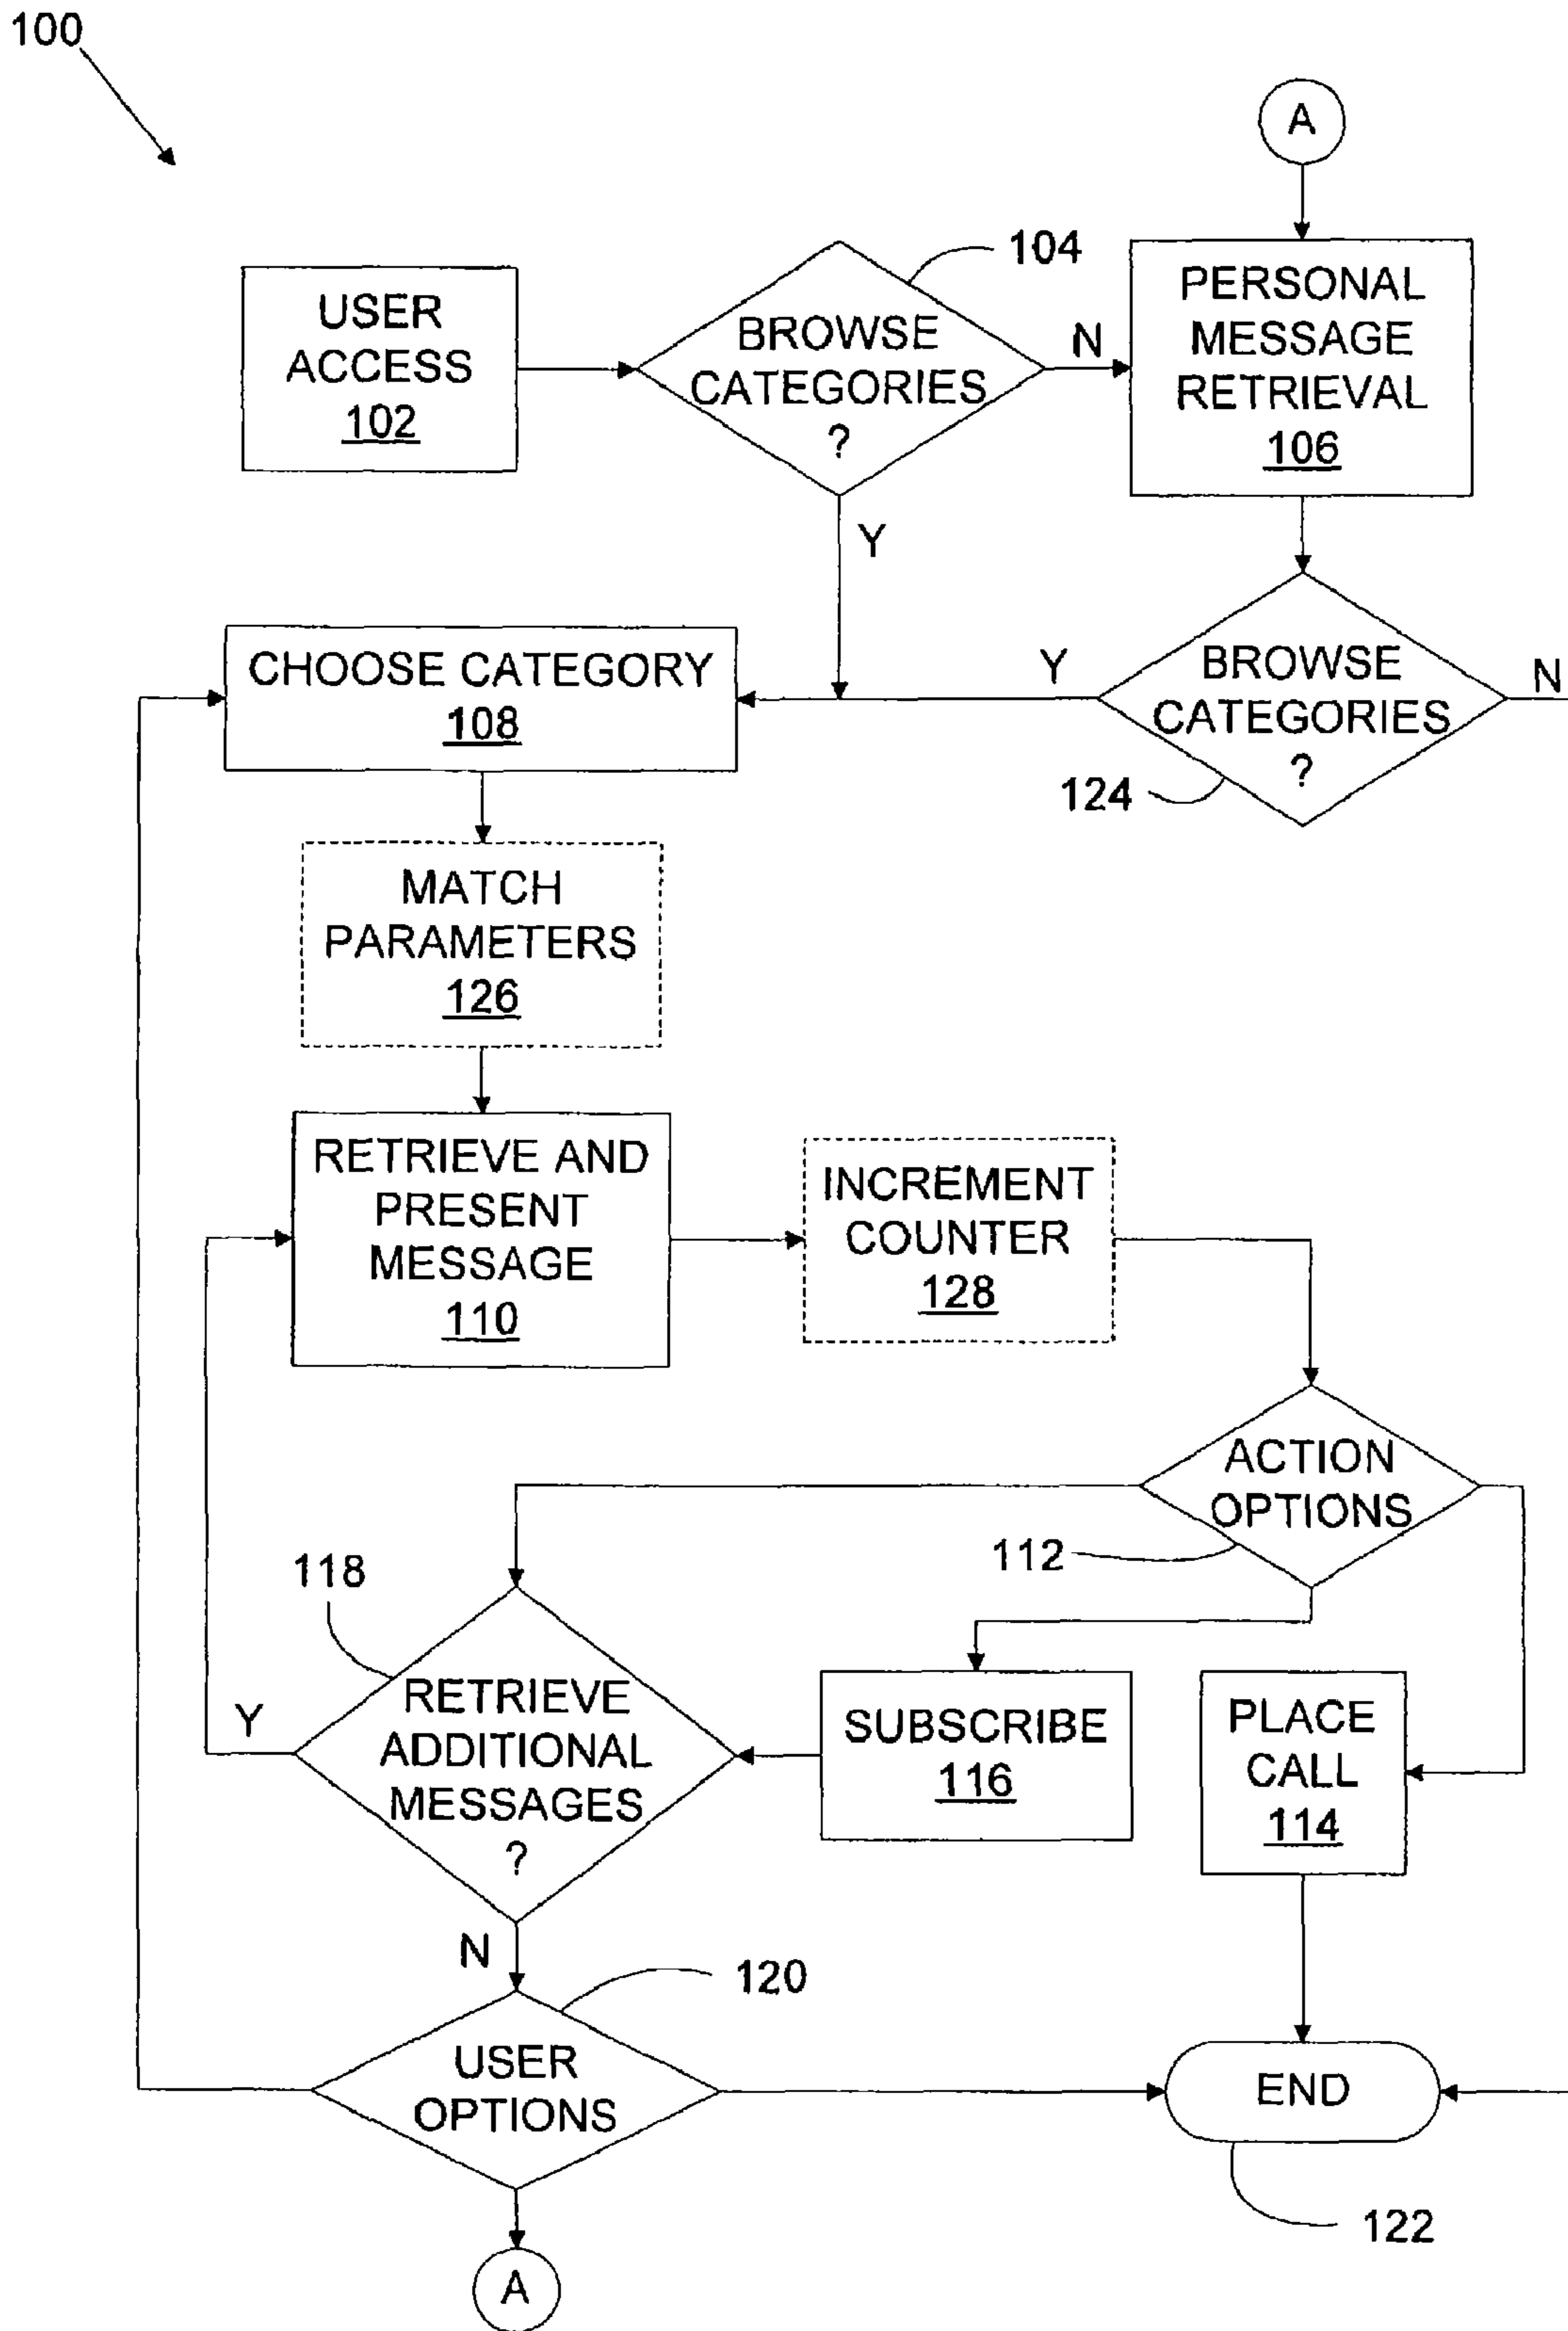 100
A
104
USER
ACCESS
102
BROWSE
CATEGORIES
?
N
PERSONAL
MESSAGE
RETRIEVAL
106
Y
CHOOSE CATEGORY
108
Y
BROWSE
CATEGORIES
?
N
124
MATCH
PARAMETERS
126
RETRIEVE AND
PRESENT
MESSAGE
110
INCREMENT
COUNTER
128
ACTION
OPTIONS
112
118
RETRIEVE
ADDITIONAL
MESSAGES
?
Y
SUBSCRIBE
116
PLACE
CALL
114
N
120
USER
OPTIONS
END
122
A